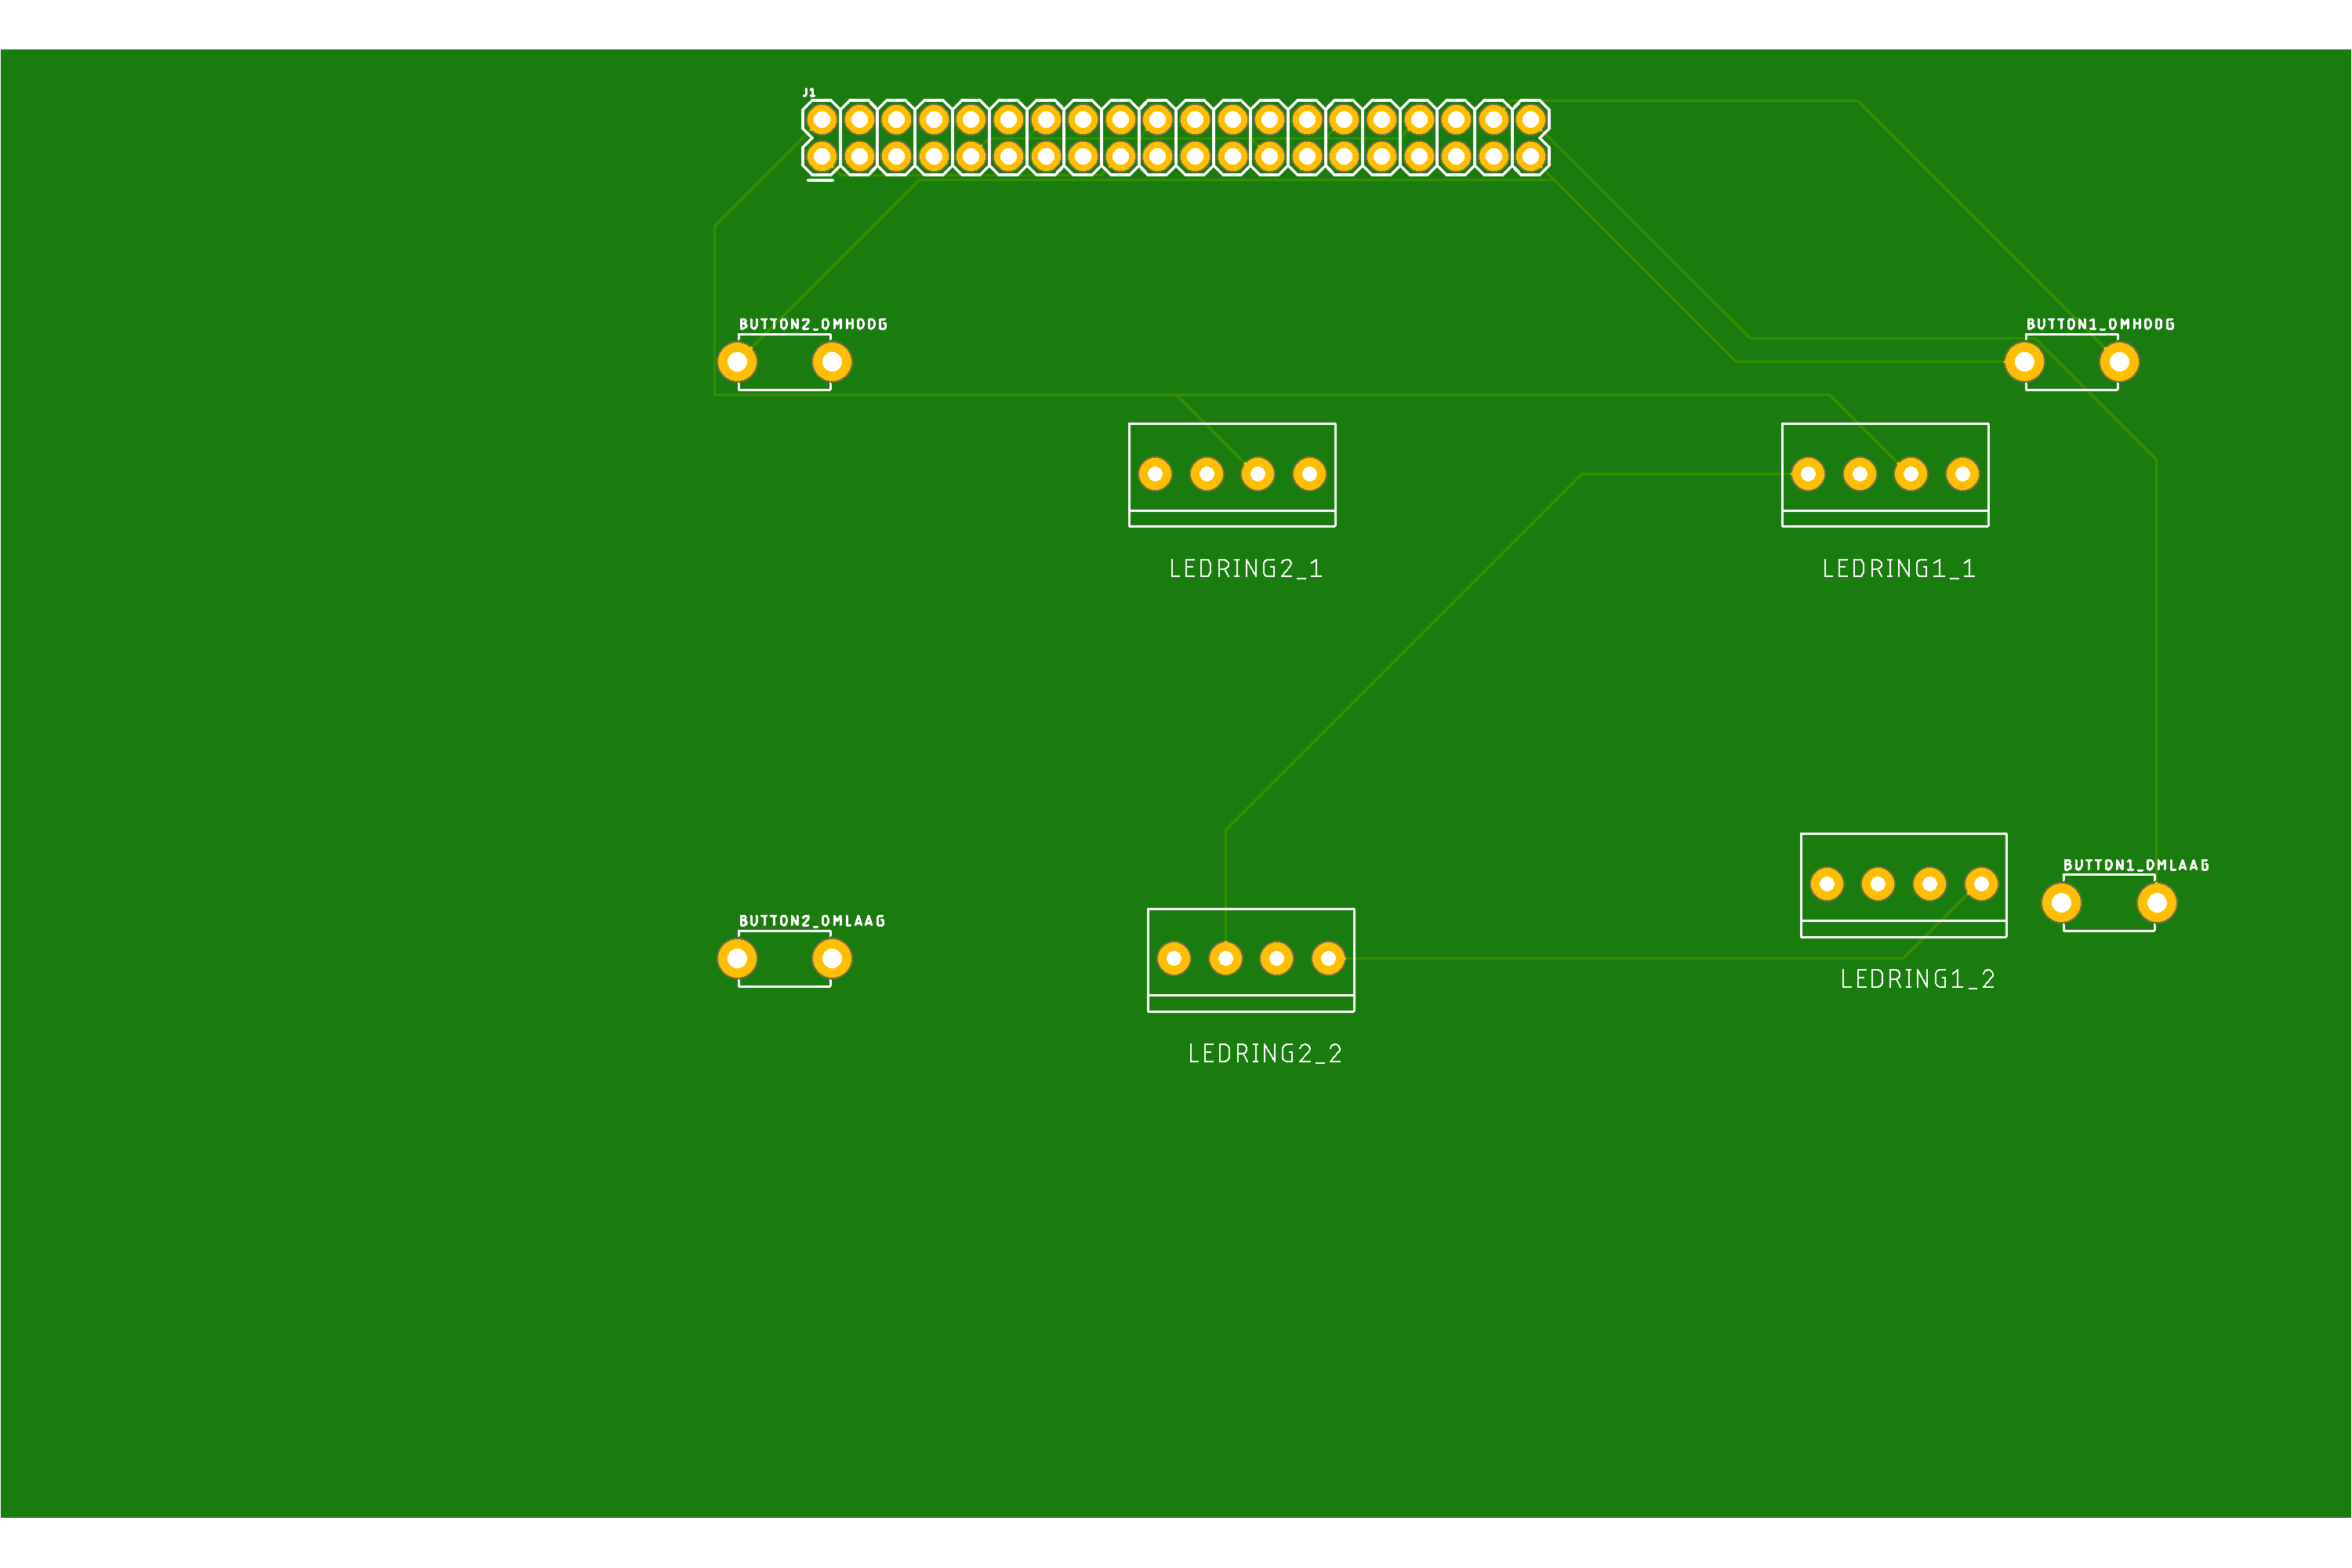 J1
BUTTON2_OMHOOG
BUTTON1_OMHOOG
LEDRING2_1
LEDRING1_1
BUTTON1_OMLAAG
BUTTON2_OMLAAG
LEDRING1_2
LEDRING2_2